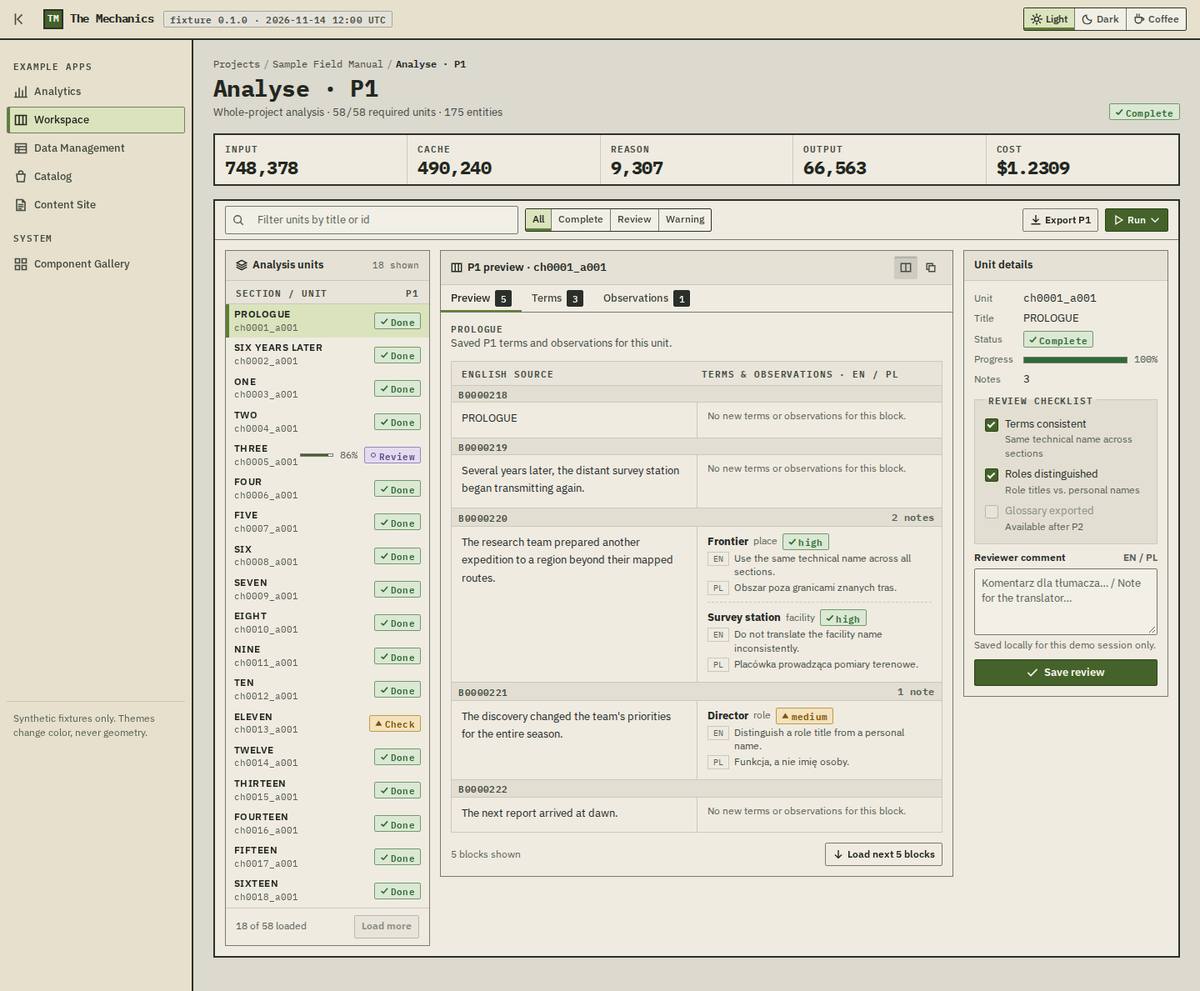 TM The Mechanics fixture 0.1.0 · 2026-11-14 12:00 UTC Light Dark Coffee
EXAMPLE APPS
Analytics
Workspace
Data Management
Catalog
Content Site
SYSTEM
Component Gallery
Synthetic fixtures only. Themes
change color, never geometry.
Projects / Sample Field Manual / Analyse · P1
Analyse · P1
Whole-project analysis · 58/58 required units · 175 entities
Complete
INPUT
748,378
CACHE
490,240
REASON
9,307
OUTPUT
66,563
COST
$1.2309
Filter units by title or id
All Complete Review Warning
Export P1 Run
Analysis units 18 shown
SECTION / UNIT P1
PROLOGUE
ch0001_a001 Done
SIX YEARS LATER
ch0002_a001 Done
ONE
ch0003_a001 Done
TWO
ch0004_a001 Done
THREE
ch0005_a001 86% Review
FOUR
ch0006_a001 Done
FIVE
ch0007_a001 Done
SIX
ch0008_a001 Done
SEVEN
ch0009_a001 Done
EIGHT
ch0010_a001 Done
NINE
ch0011_a001 Done
TEN
ch0012_a001 Done
ELEVEN
ch0013_a001 Check
TWELVE
ch0014_a001 Done
THIRTEEN
ch0015_a001 Done
FOURTEEN
ch0016_a001 Done
FIFTEEN
ch0017_a001 Done
SIXTEEN
ch0018_a001 Done
18 of 58 loaded Load more
P1 preview · ch0001_a001
Preview 5 Terms 3 Observations 1
PROLOGUE
Saved P1 terms and observations for this unit.
ENGLISH SOURCE TERMS & OBSERVATIONS · EN / PL
B0000218
PROLOGUE
No new terms or observations for this block.
B0000219
Several years later, the distant survey station
began transmitting again.
No new terms or observations for this block.
B0000220 2 notes
The research team prepared another
expedition to a region beyond their mapped
routes.
Frontier place high
EN Use the same technical name across all
sections.
PL Obszar poza granicami znanych tras.
Survey station facility high
EN Do not translate the facility name
inconsistently.
PL Placówka prowadząca pomiary terenowe.
B0000221 1 note
The discovery changed the team's priorities
for the entire season.
Director role medium
EN Distinguish a role title from a personal
name.
PL Funkcja, a nie imię osoby.
B0000222
The next report arrived at dawn.
No new terms or observations for this block.
5 blocks shown Load next 5 blocks
Unit details
Unit ch0001_a001
Title PROLOGUE
Status Complete
Progress 100%
Notes 3
REVIEW CHECKLIST
Terms consistent
Same technical name across
sections
Roles distinguished
Role titles vs. personal names
Glossary exported
Available after P2
Reviewer comment EN / PL
Komentarz dla tłumacza… / Note
for the translator…
Saved locally for this demo session only.
Save review